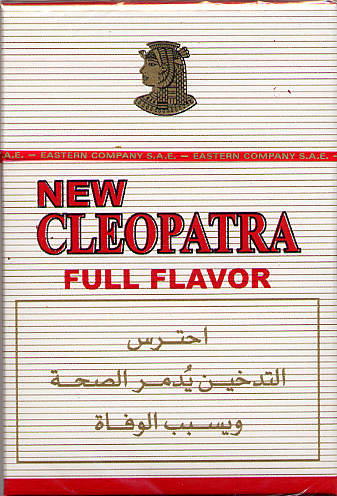 A.E. – EASTERN COMPANY S.A.E. – EASTERN COMPANY S.A.E. –
NEW
CLEOPATRA
FULL FLAVOR
احترس
التدخين يُدمر الصحة
ويسبب الوفاة